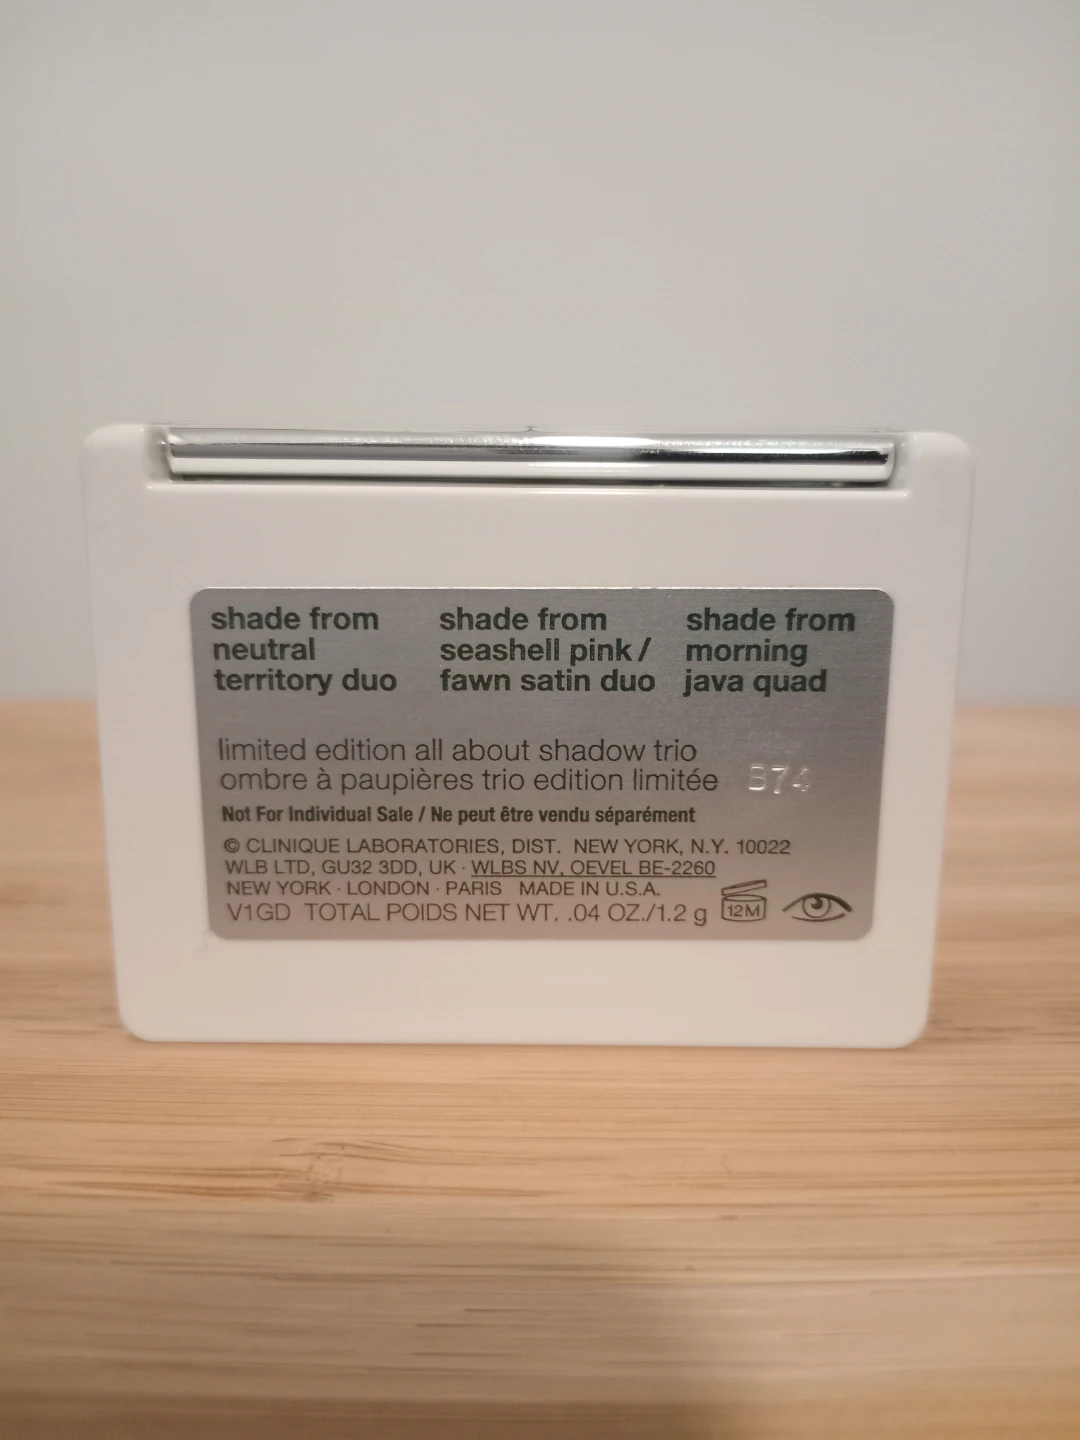 shade from
neutral
territory duo
shade from
seashell pink/
fawn satin duo
shade from
morning
java quad
limited edition all about shadow trio
ombre à paupières trio edition limitée
B74
Not For Individual Sale / Ne peut être vendu séparément
© CLINIQUE LABORATORIES, DIST. NEW YORK, N.Y. 10022
WLB LTD, GU32 3DD, UK · WLBS NV, OEVEL BE-2260
NEW YORK · LONDON · PARIS MADE IN U.S.A.
V1GD TOTAL POIDS NET WT. .04 OZ./1.2 g
12M